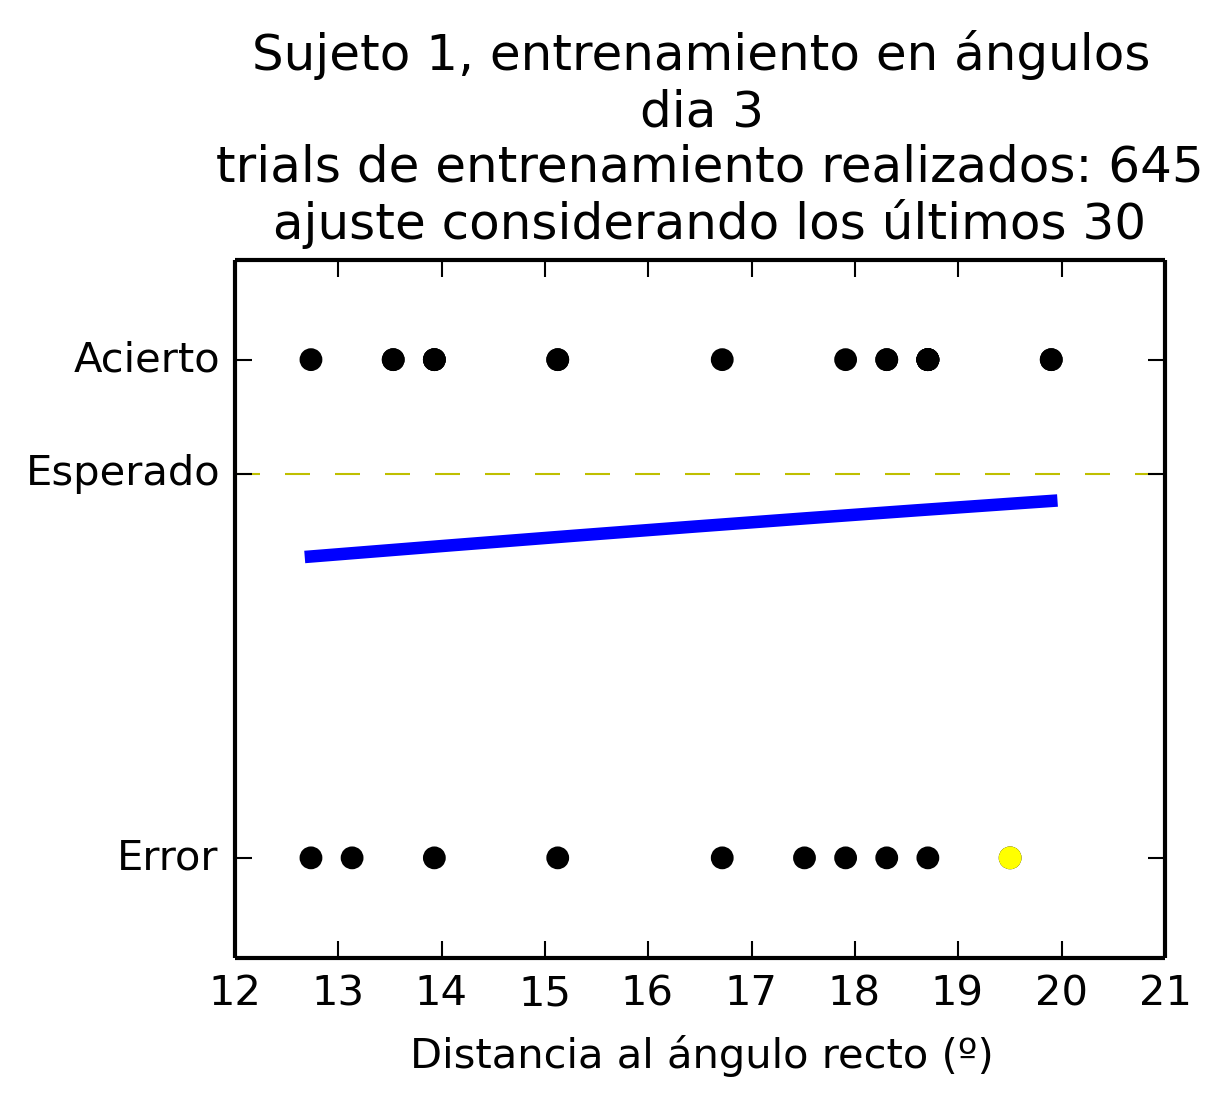 Sujeto 1, entrenamiento en ángulos
dia 3
trials de entrenamiento realizados: 645
ajuste considerando los últimos 30
Acierto
Esperado
Error
12 13 14 15 16 17 18 19 20 21
Distancia al ángulo recto (º)